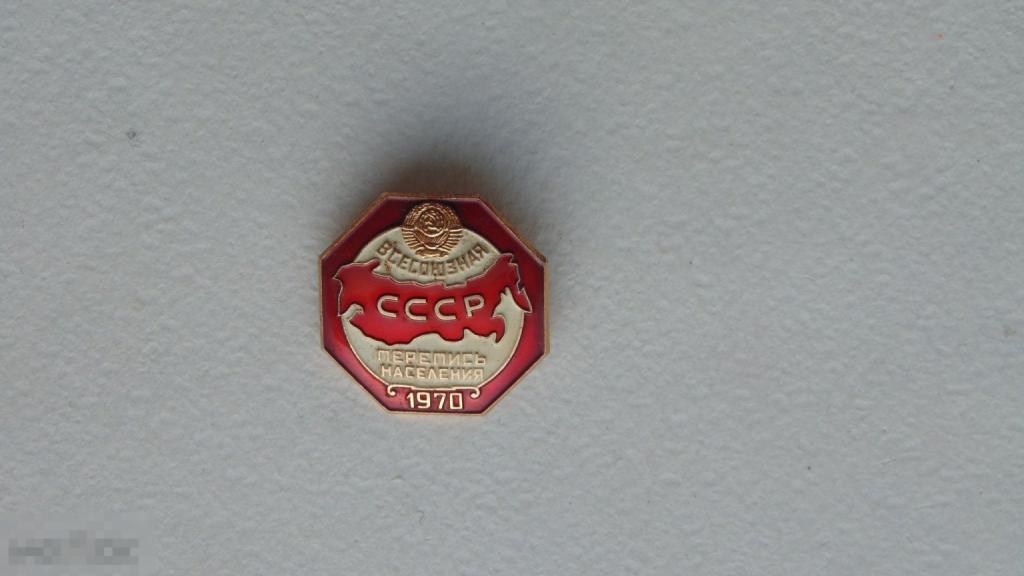 ВСЕСОЮЗНАЯ
СССР
ПЕРЕПИСЬ
НАСЕЛЕНИЯ
1970